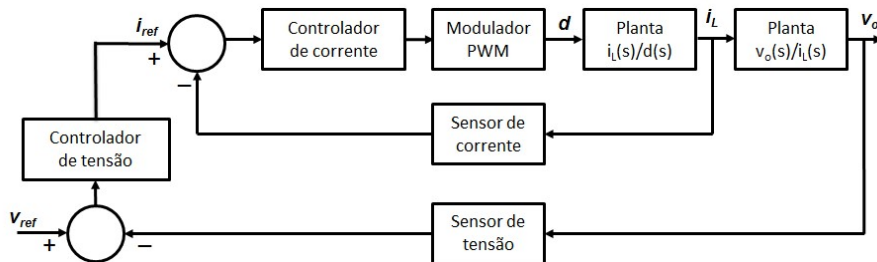 i_ref
+
−
Controlador
de corrente
Modulador
PWM
d
Planta
i_L(s)/d(s)
i_L
Planta
v_o(s)/i_L(s)
v_o
Sensor de
corrente
Controlador
de tensão
v_ref
+
−
Sensor
de tensão